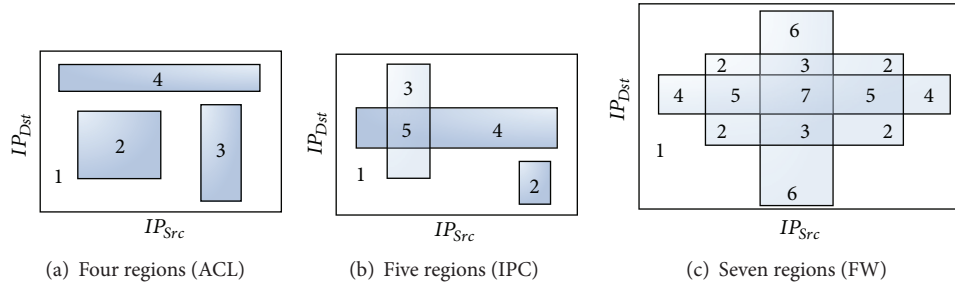 4
2
3
1
IP_Dst
IP_Src
(a) Four regions (ACL)
3
5
4
1
2
IP_Dst
IP_Src
(b) Five regions (IPC)
6
2 3 2
4 5 7 5 4
2 3 2
1
6
IP_Dst
IP_Src
(c) Seven regions (FW)